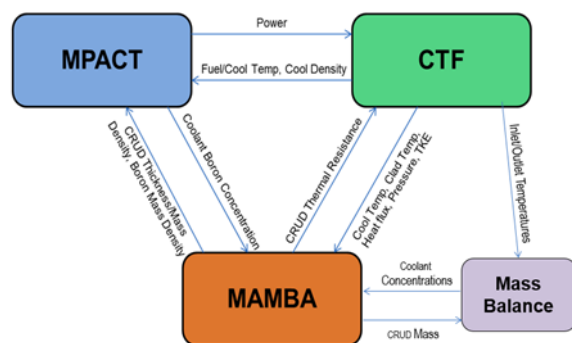 Power
MPACT
CTF
Fuel/Cool Temp, Cool Density
CRUD Thickness/Mass
Density, Boron Mass Density
Coolant Boron Concentration
CRUD Thermal Resistance
Cool Temp, Clad Temp,
Heat flux, Pressure, TKE
Inlet/Outlet Temperatures
MAMBA
Coolant
Concentrations
CRUD Mass
Mass
Balance